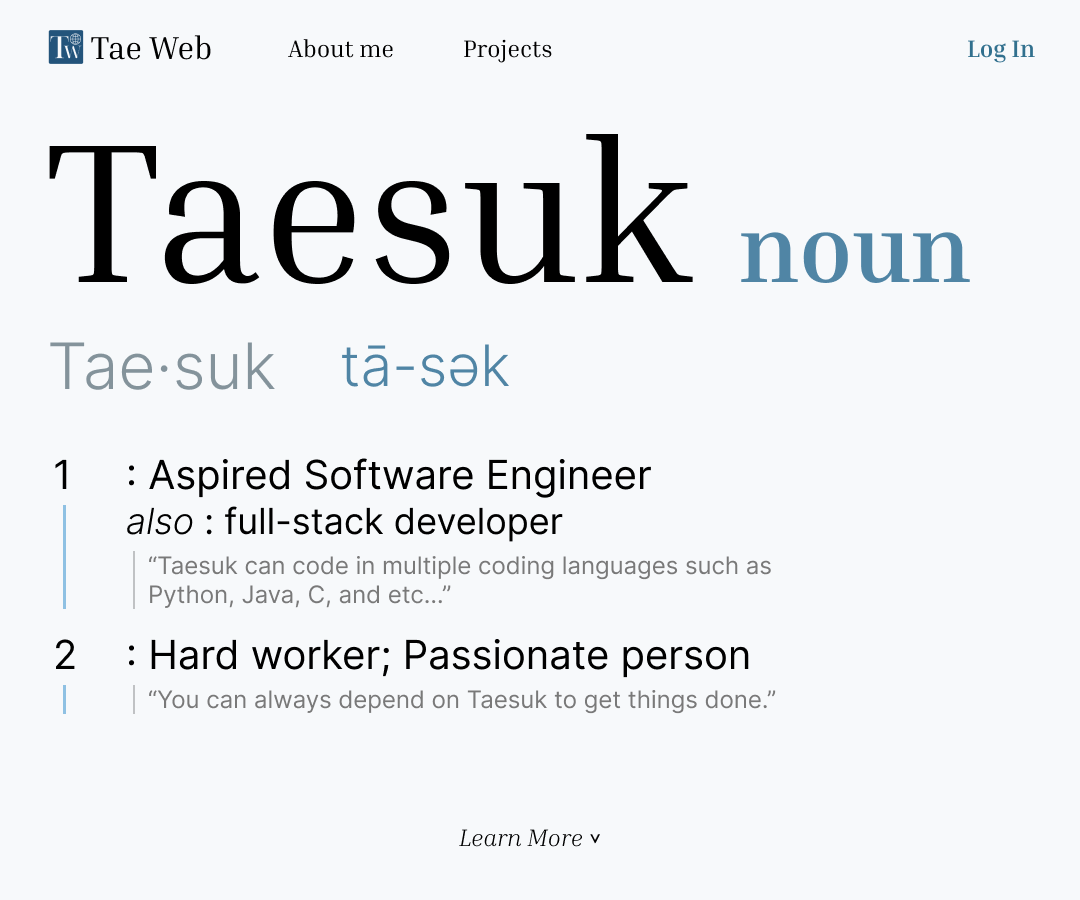 TW Tae Web About me Projects Log In
Taesuk noun
Tae·suk tā-sək
1 : Aspired Software Engineer
also : full-stack developer
“Taesuk can code in multiple coding languages such as
Python, Java, C, and etc...”
2 : Hard worker; Passionate person
“You can always depend on Taesuk to get things done.”
Learn More ˅